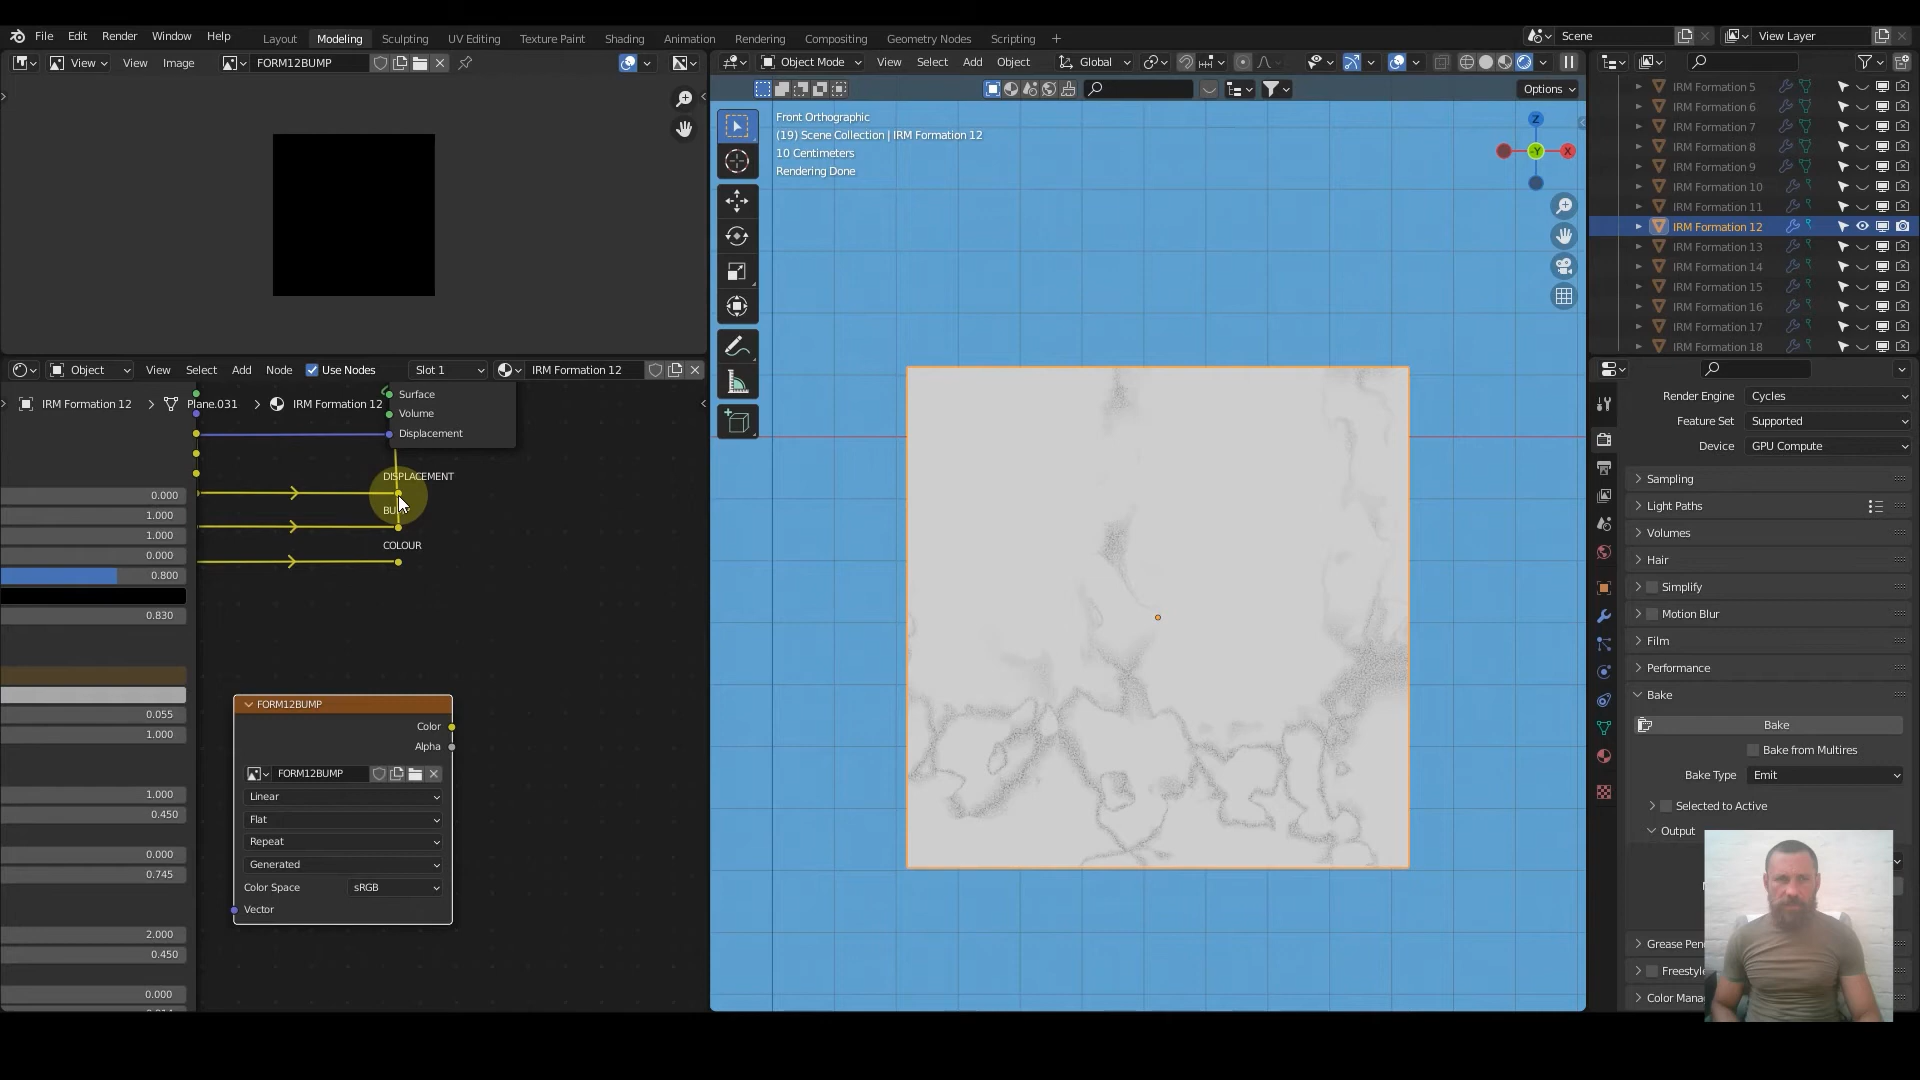 File Edit Render Window Help
Layout Modeling Sculpting UV Editing Texture Paint Shading Animation Rendering Compositing Geometry Nodes Scripting +
Scene
View Layer
View View Image FORM12BUMP
Object Mode View Select Add Object Global
Options
Front Orthographic
(19) Scene Collection | IRM Formation 12
10 Centimeters
Rendering Done
Z
-Y
X
IRM Formation 5
IRM Formation 6
IRM Formation 7
IRM Formation 8
IRM Formation 9
IRM Formation 10
IRM Formation 11
IRM Formation 12
IRM Formation 13
IRM Formation 14
IRM Formation 15
IRM Formation 16
IRM Formation 17
IRM Formation 18
Object View Select Add Node Use Nodes Slot 1 IRM Formation 12
IRM Formation 12 > Plane.031 > IRM Formation 12
Surface
Volume
Displacement
DISPLACEMENT
COLOUR
0.000
1.000
1.000
0.000
0.800
0.830
0.055
1.000
1.000
0.450
0.000
0.745
2.000
0.450
0.000
FORM12BUMP
Color
Alpha
FORM12BUMP
Linear
Flat
Repeat
Generated
Color Space sRGB
Vector
Render Engine Cycles
Feature Set Supported
Device GPU Compute
Sampling
Light Paths
Volumes
Hair
Simplify
Motion Blur
Film
Performance
Bake
Bake
Bake from Multires
Bake Type Emit
Selected to Active
Output
Grease Pen
Freestyle
Color Mana